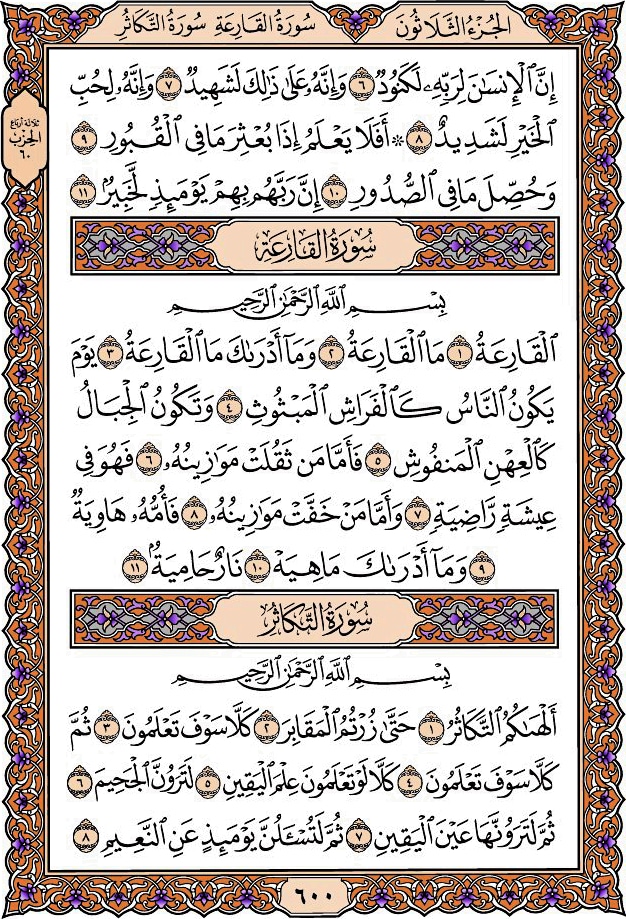 الجُزْءُ الثَّلَاثُونَ
سُورَةُ القَارِعَةِ سُورَةُ التَّكَاثُرِ
ثلاثة أرباع
الحِزْب
٦٠
إِنَّ ٱلْإِنسَٰنَ لِرَبِّهِۦ لَكَنُودٌ ٦ وَإِنَّهُۥ عَلَىٰ ذَٰلِكَ لَشَهِيدٌ ٧ وَإِنَّهُۥ لِحُبِّ
ٱلْخَيْرِ لَشَدِيدٌ ٨ ۞ أَفَلَا يَعْلَمُ إِذَا بُعْثِرَ مَا فِي ٱلْقُبُورِ ٩
وَحُصِّلَ مَا فِي ٱلصُّدُورِ ١٠ إِنَّ رَبَّهُم بِهِمْ يَوْمَئِذٍ لَّخَبِيرٌۢ ١١
سُورَةُ القَارِعَةِ
بِسْمِ ٱللَّهِ ٱلرَّحْمَٰنِ ٱلرَّحِيمِ
ٱلْقَارِعَةُ ١ مَا ٱلْقَارِعَةُ ٢ وَمَآ أَدْرَىٰكَ مَا ٱلْقَارِعَةُ ٣ يَوْمَ
يَكُونُ ٱلنَّاسُ كَٱلْفَرَاشِ ٱلْمَبْثُوثِ ٤ وَتَكُونُ ٱلْجِبَالُ
كَٱلْعِهْنِ ٱلْمَنفُوشِ ٥ فَأَمَّا مَن ثَقُلَتْ مَوَٰزِينُهُۥ ٦ فَهُوَ فِي
عِيشَةٍ رَّاضِيَةٍ ٧ وَأَمَّا مَنْ خَفَّتْ مَوَٰزِينُهُۥ ٨ فَأُمُّهُۥ هَاوِيَةٌ
٩ وَمَآ أَدْرَىٰكَ مَا هِيَهْ ١٠ نَارٌ حَامِيَةٌۢ ١١
سُورَةُ التَّكَاثُرِ
بِسْمِ ٱللَّهِ ٱلرَّحْمَٰنِ ٱلرَّحِيمِ
أَلْهَىٰكُمُ ٱلتَّكَاثُرُ ١ حَتَّىٰ زُرْتُمُ ٱلْمَقَابِرَ ٢ كَلَّا سَوْفَ تَعْلَمُونَ ٣ ثُمَّ
كَلَّا سَوْفَ تَعْلَمُونَ ٤ كَلَّا لَوْ تَعْلَمُونَ عِلْمَ ٱلْيَقِينِ ٥ لَتَرَوُنَّ ٱلْجَحِيمَ ٦
ثُمَّ لَتَرَوُنَّهَا عَيْنَ ٱلْيَقِينِ ٧ ثُمَّ لَتُسْـَٔلُنَّ يَوْمَئِذٍ عَنِ ٱلنَّعِيمِ ٨
٦٠٠